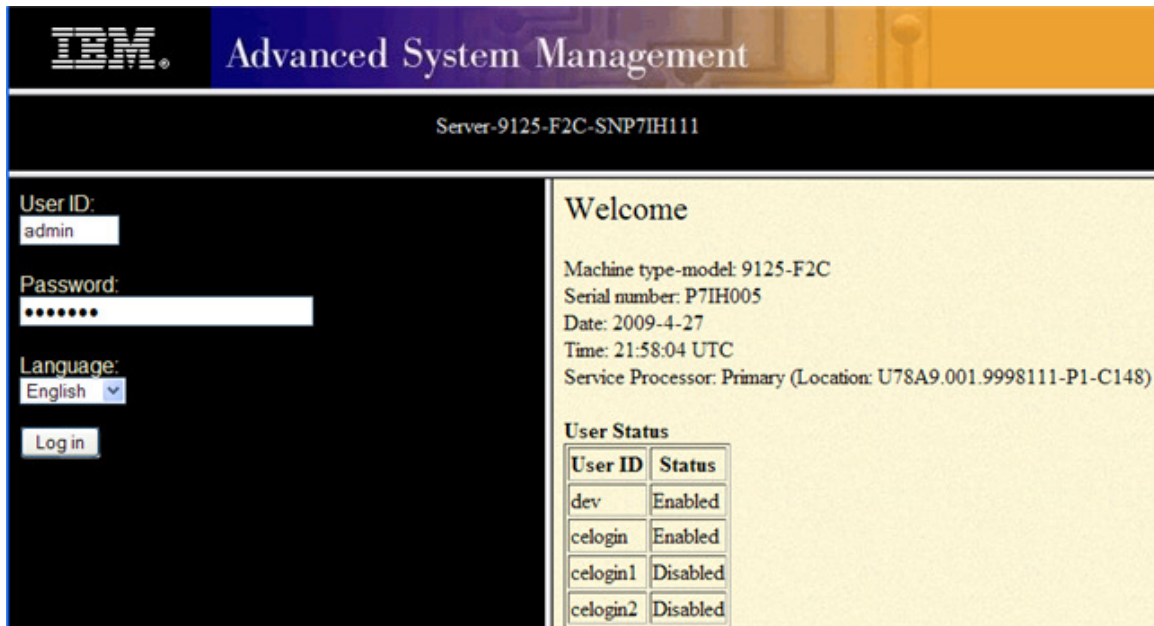 IBM®
Advanced System Management
Server-9125-F2C-SNP7IH111
User ID:
admin
Password:
•••••••
Language:
English
Log in
Welcome
Machine type-model: 9125-F2C
Serial number: P7IH005
Date: 2009-4-27
Time: 21:58:04 UTC
Service Processor: Primary (Location: U78A9.001.9998111-P1-C148)
User Status
User ID Status
dev Enabled
celogin Enabled
celogin1 Disabled
celogin2 Disabled